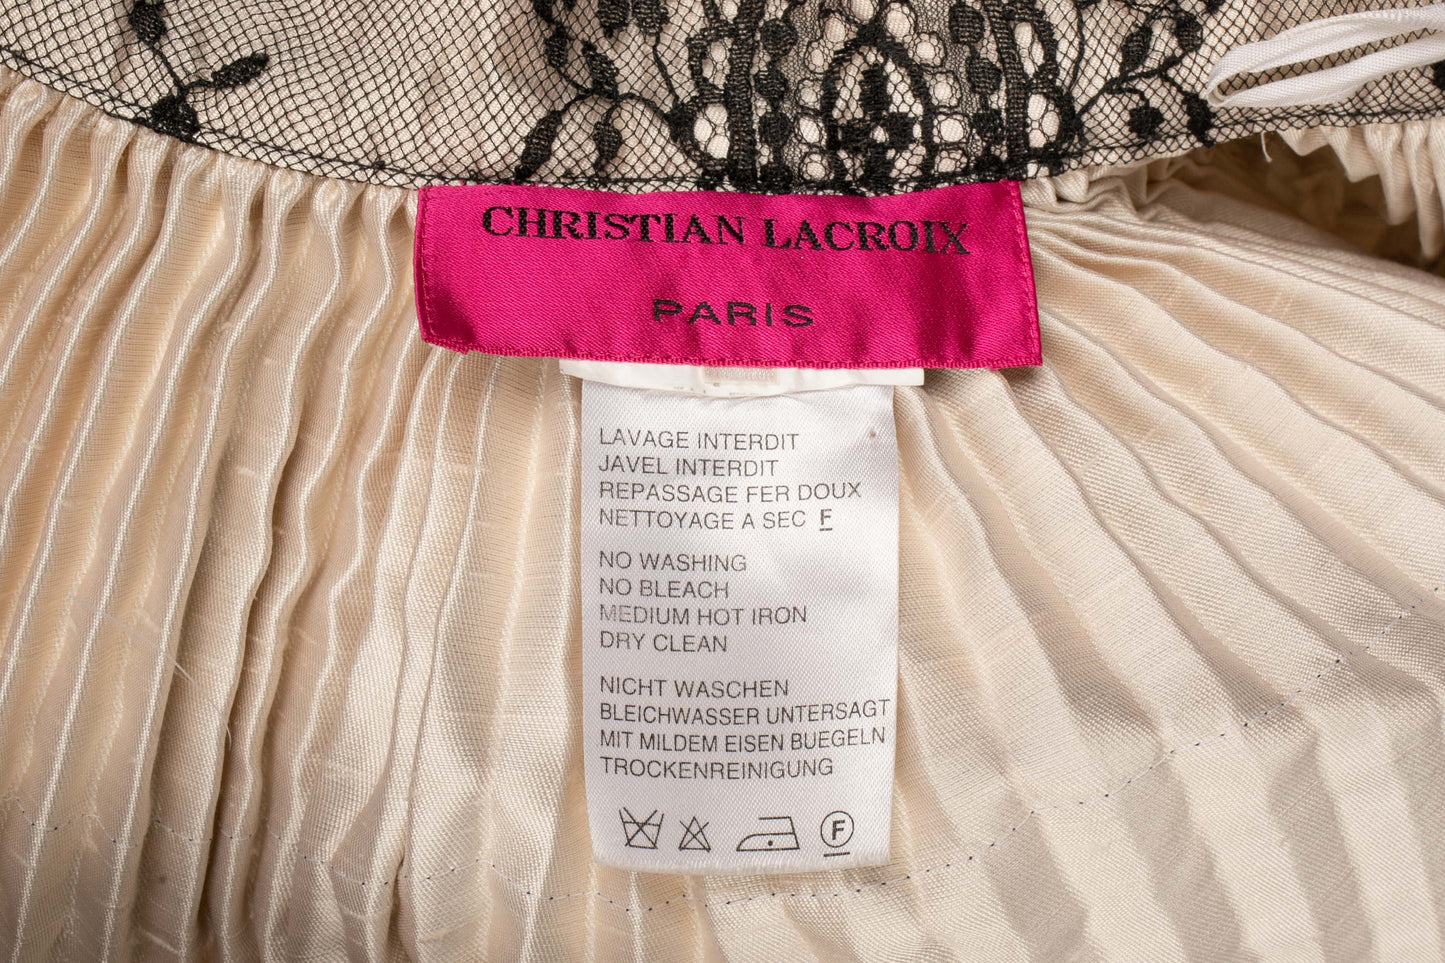 CHRISTIAN LACROIX
PARIS
LAVAGE INTERDIT
JAVEL INTERDIT
REPASSAGE FER DOUX
NETTOYAGE A SEC F
NO WASHING
NO BLEACH
MEDIUM HOT IRON
DRY CLEAN
NICHT WASCHEN
BLEICHWASSER UNTERSAGT
MIT MILDEM EISEN BUEGELN
TROCKENREINIGUNG
F